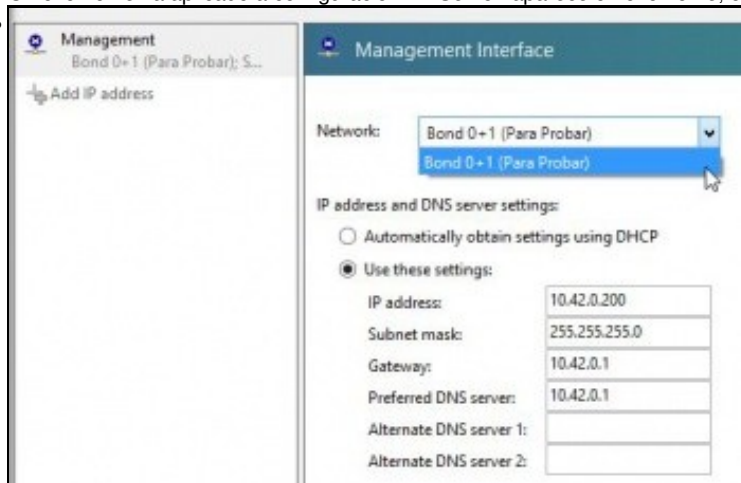 Management
Bond 0+1 (Para Probar); S...
Add IP address
Management Interface
Network:
Bond 0+1 (Para Probar)
Bond 0+1 (Para Probar)
IP address and DNS server settings:
Automatically obtain settings using DHCP
Use these settings:
IP address:
10.42.0.200
Subnet mask:
255.255.255.0
Gateway:
10.42.0.1
Preferred DNS server:
10.42.0.1
Alternate DNS server 1:
Alternate DNS server 2: